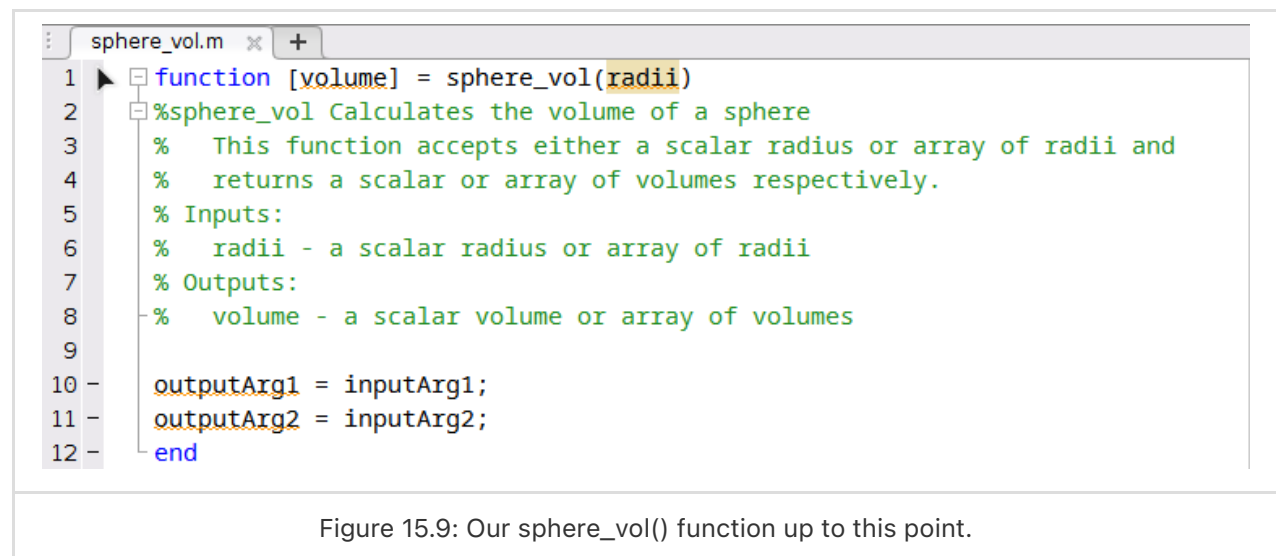 sphere_vol.m × +
1 function [volume] = sphere_vol(radii)
2 %sphere_vol Calculates the volume of a sphere
3 %   This function accepts either a scalar radius or array of radii and
4 %   returns a scalar or array of volumes respectively.
5 % Inputs:
6 %   radii - a scalar radius or array of radii
7 % Outputs:
8 %   volume - a scalar volume or array of volumes
9
10 – outputArg1 = inputArg1;
11 – outputArg2 = inputArg2;
12 – end
Figure 15.9: Our sphere_vol() function up to this point.